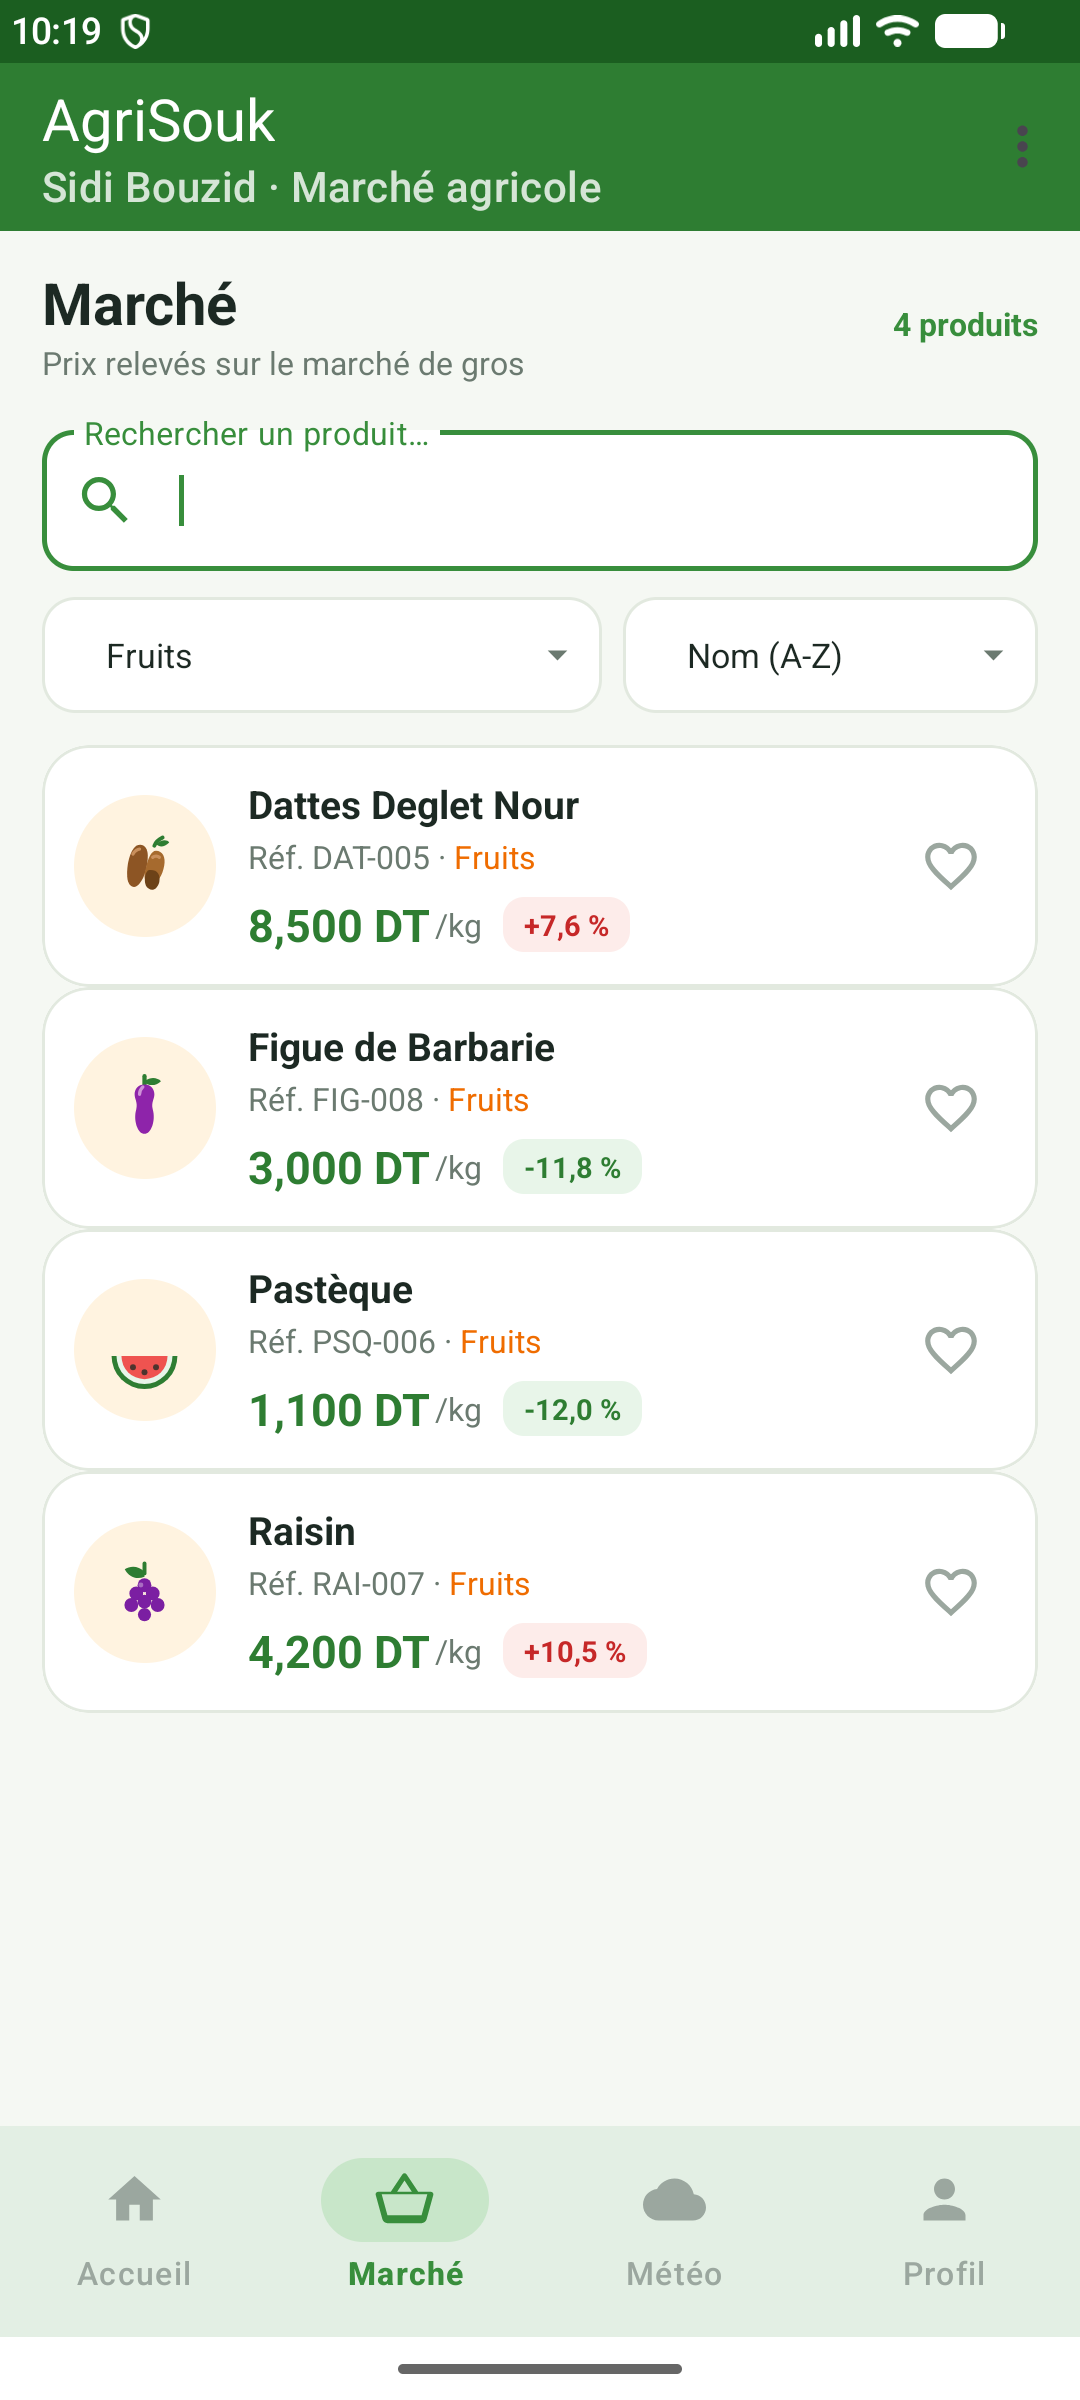 10:19
AgriSouk
Sidi Bouzid · Marché agricole
Marché
4 produits
Prix relevés sur le marché de gros
Rechercher un produit…
Fruits
Nom (A-Z)
Dattes Deglet Nour
Réf. DAT-005 · Fruits
8,500 DT /kg +7,6 %
Figue de Barbarie
Réf. FIG-008 · Fruits
3,000 DT /kg -11,8 %
Pastèque
Réf. PSQ-006 · Fruits
1,100 DT /kg -12,0 %
Raisin
Réf. RAI-007 · Fruits
4,200 DT /kg +10,5 %
Accueil
Marché
Météo
Profil